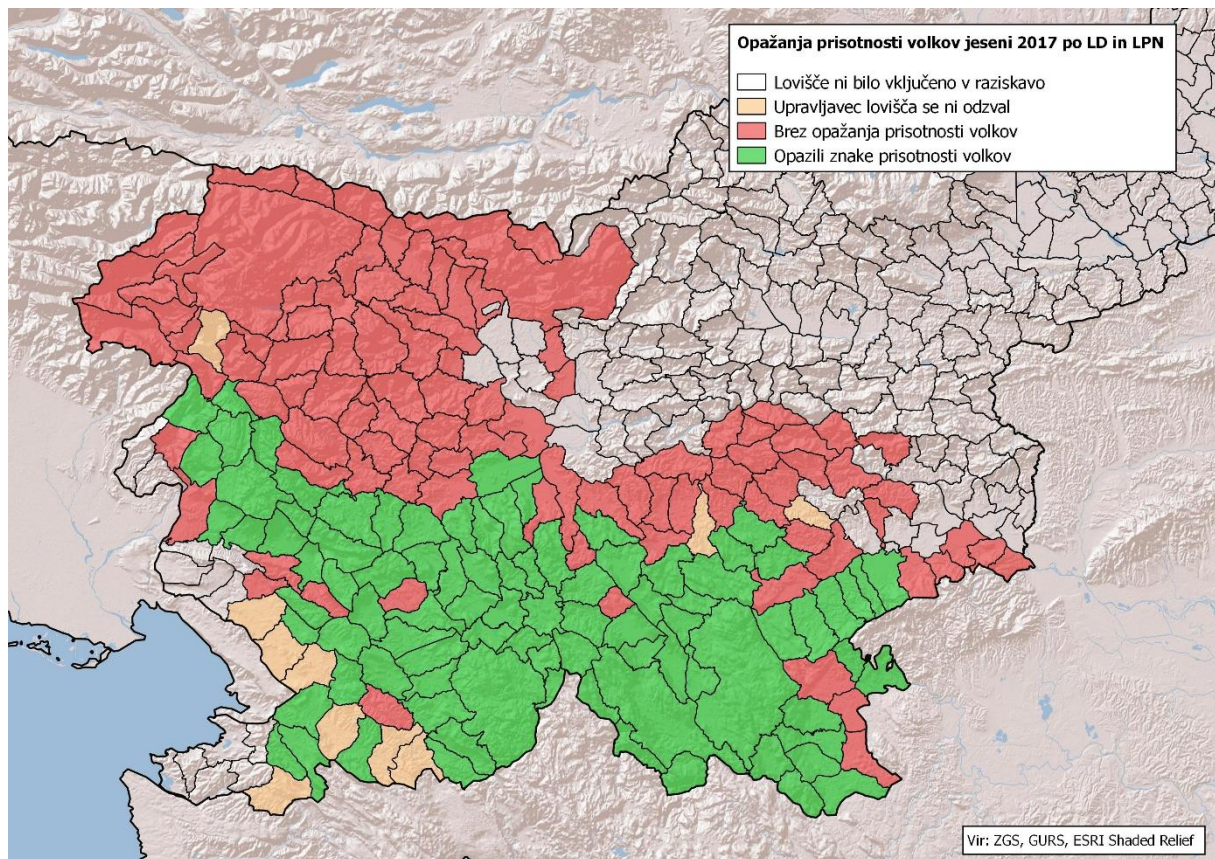 Opažanja prisotnosti volkov jeseni 2017 po LD in LPN
Lovišče ni bilo vključeno v raziskavo
Upravljavec lovišča se ni odzval
Brez opažanja prisotnosti volkov
Opazili znake prisotnosti volkov
Vir: ZGS, GURS, ESRI Shaded Relief